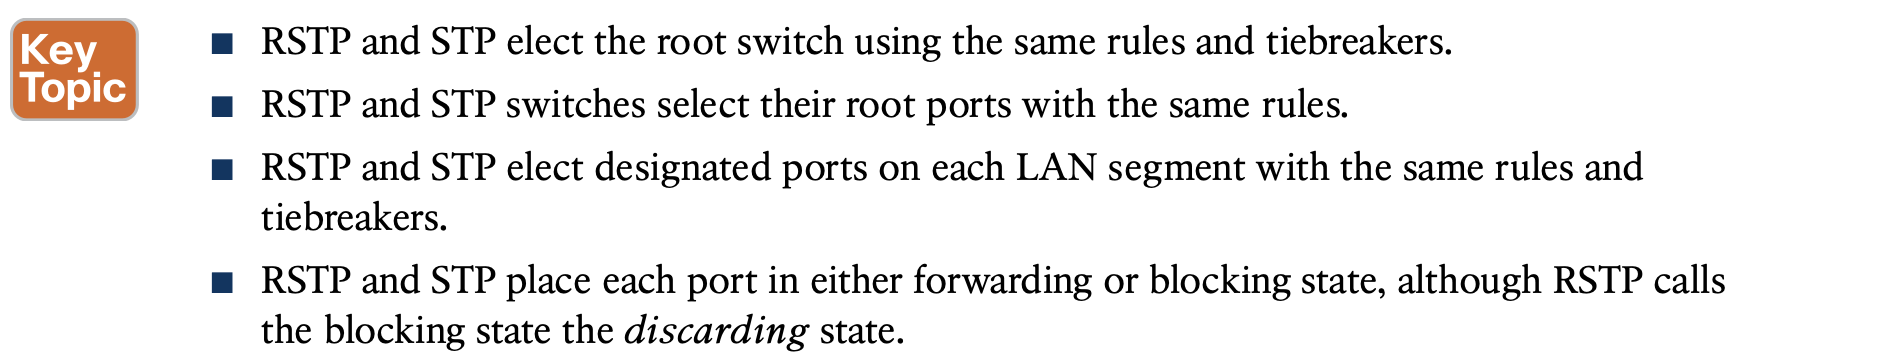 Key
Topic
■ RSTP and STP elect the root switch using the same rules and tiebreakers.
■ RSTP and STP switches select their root ports with the same rules.
■ RSTP and STP elect designated ports on each LAN segment with the same rules and
tiebreakers.
■ RSTP and STP place each port in either forwarding or blocking state, although RSTP calls
the blocking state the discarding state.